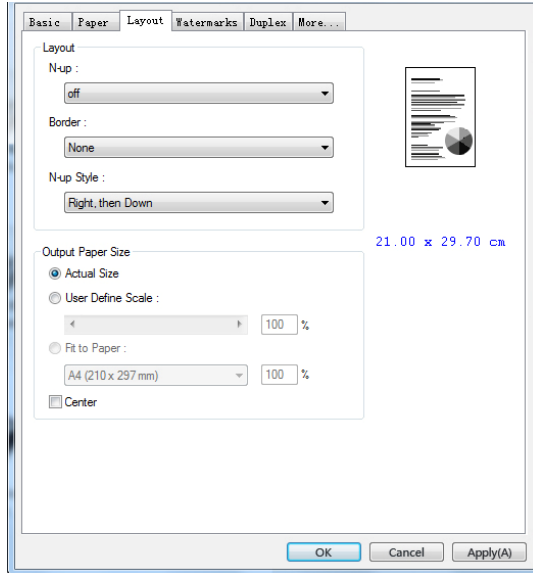 Basic Paper Layout Watermarks Duplex More...
Layout
N-up :
off
Border :
None
N-up Style :
Right, then Down
21.00 x 29.70 cm
Output Paper Size
Actual Size
User Define Scale :
100 %
Fit to Paper :
A4 (210 x 297 mm) 100 %
Center
OK Cancel Apply(A)